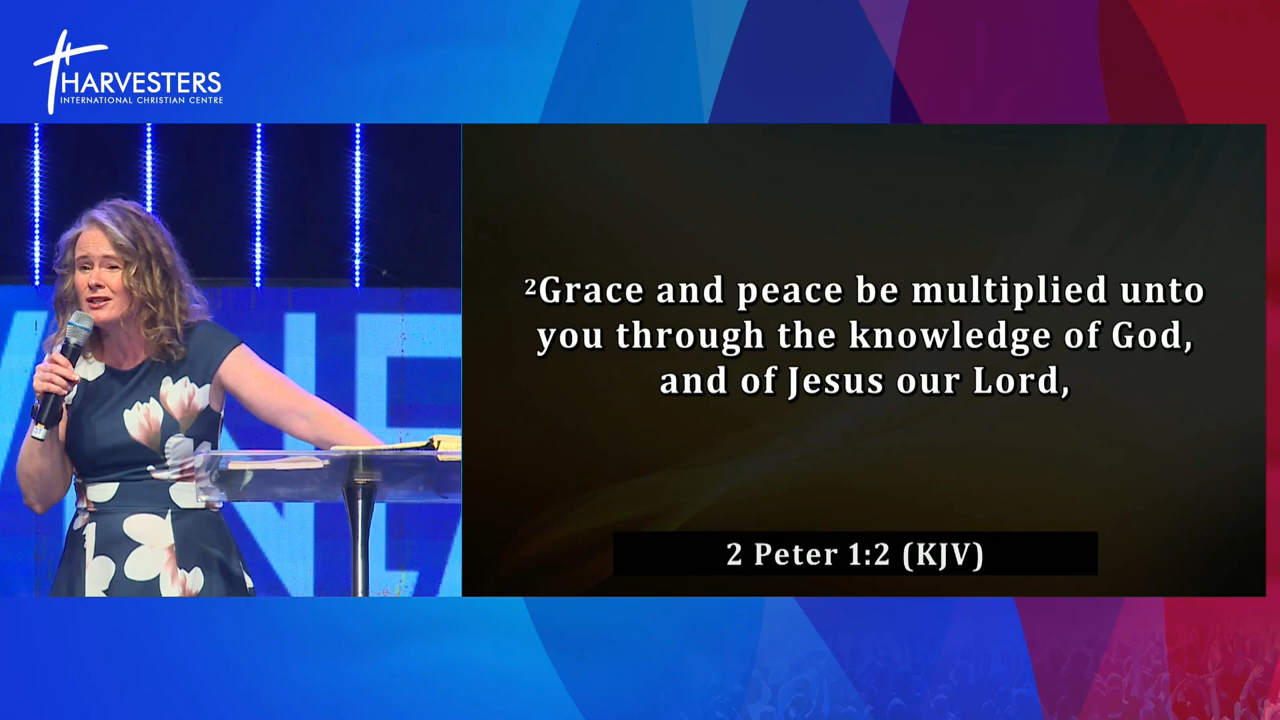 HARVESTERS
INTERNATIONAL CHRISTIAN CENTRE
²Grace and peace be multiplied unto
you through the knowledge of God,
and of Jesus our Lord,
2 Peter 1:2 (KJV)